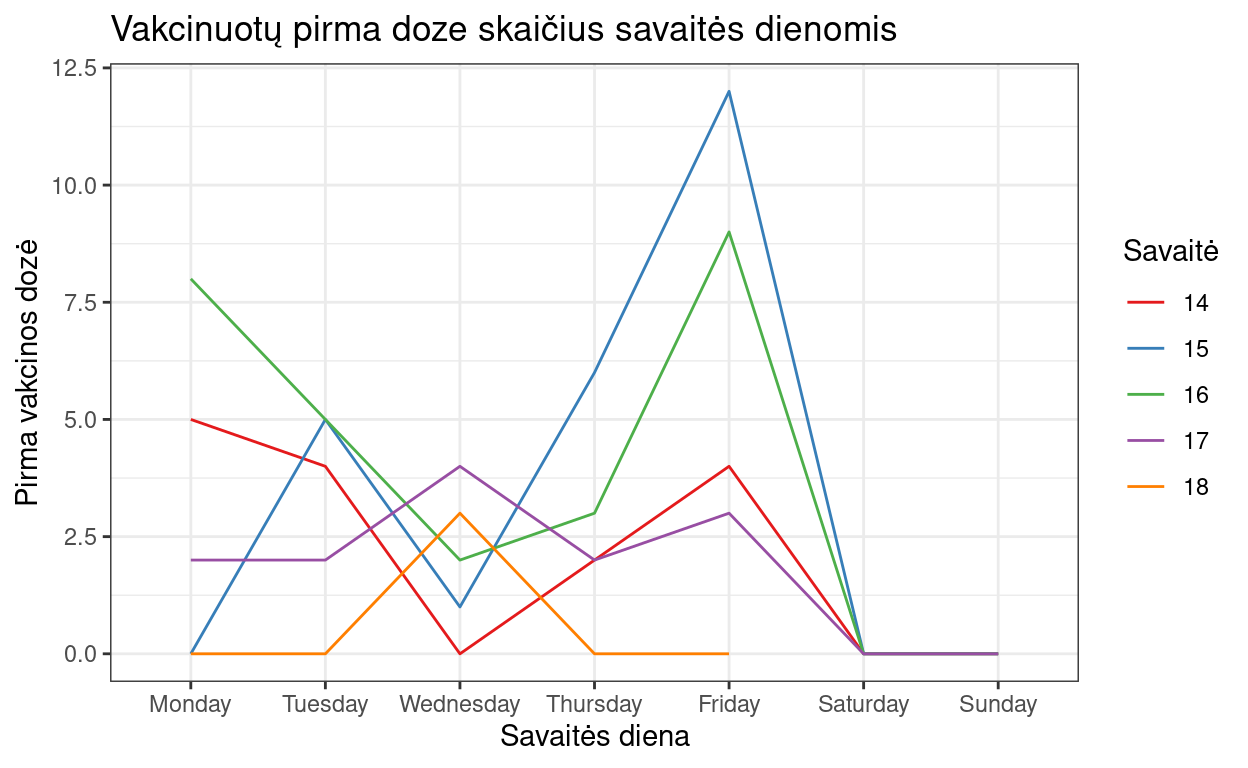 Vakcinuotų pirma doze skaičius savaitės dienomis
12.5
10.0
7.5
5.0
2.5
0.0
Pirma vakcinos dozė
Monday Tuesday Wednesday Thursday Friday Saturday Sunday
Savaitės diena
Savaitė
14
15
16
17
18